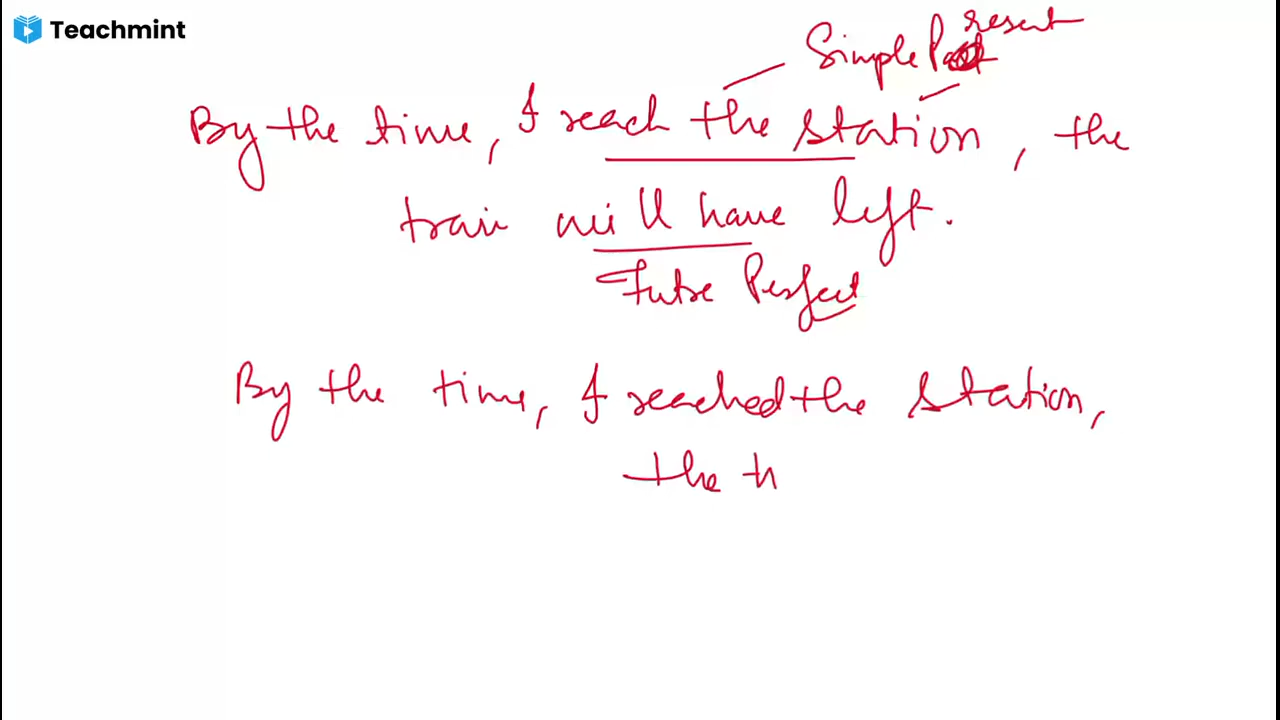 Teachmint
Simple Present
By the time, I reach the station, the
train will have left.
Future Perfect
By the time, I reached the station,
the tr